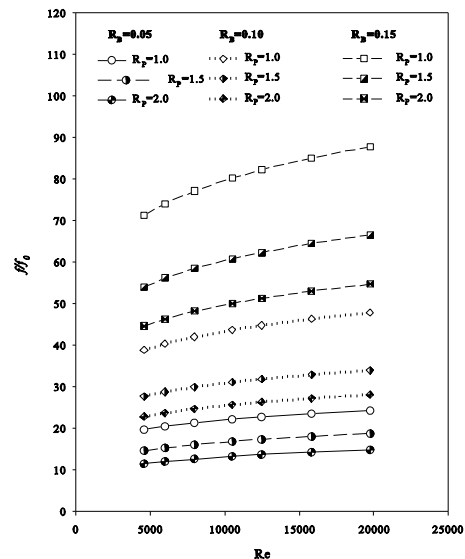 120
R_B=0.05 R_B=0.10 R_B=0.15
110
R_P=1.0 R_P=1.0 R_P=1.0
R_P=1.5 R_P=1.5 R_P=1.5
100
R_P=2.0 R_P=2.0 R_P=2.0
90
80
70
60
f/f_0
50
40
30
20
10
0
0 5000 10000 15000 20000 25000
Re